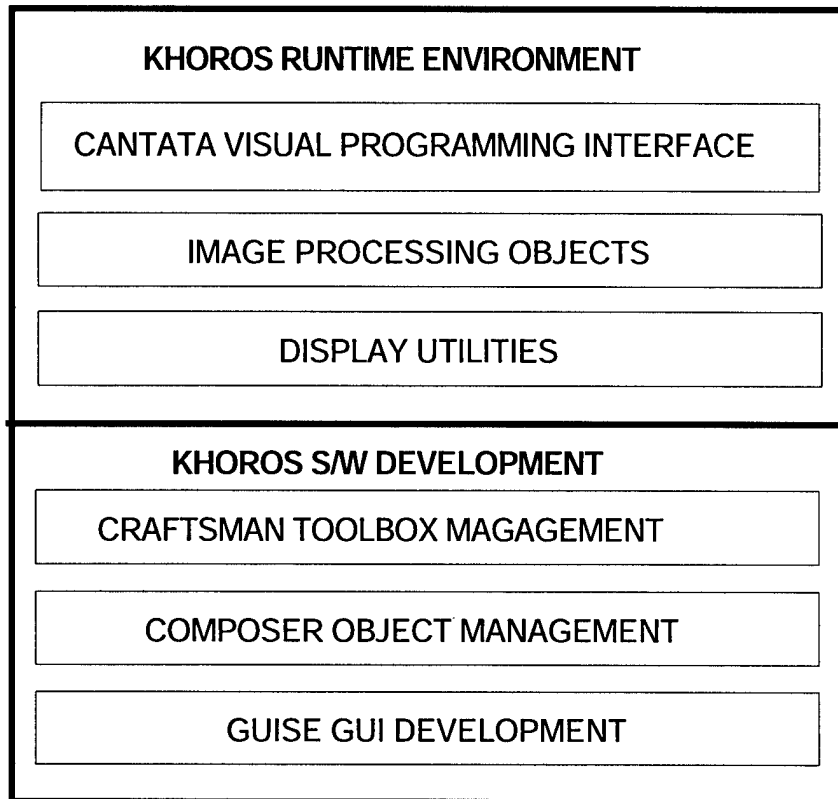 KHOROS RUNTIME ENVIRONMENT
CANTATA VISUAL PROGRAMMING INTERFACE
IMAGE PROCESSING OBJECTS
DISPLAY UTILITIES
KHOROS S/W DEVELOPMENT
CRAFTSMAN TOOLBOX MAGAGEMENT
COMPOSER OBJECT MANAGEMENT
GUISE GUI DEVELOPMENT